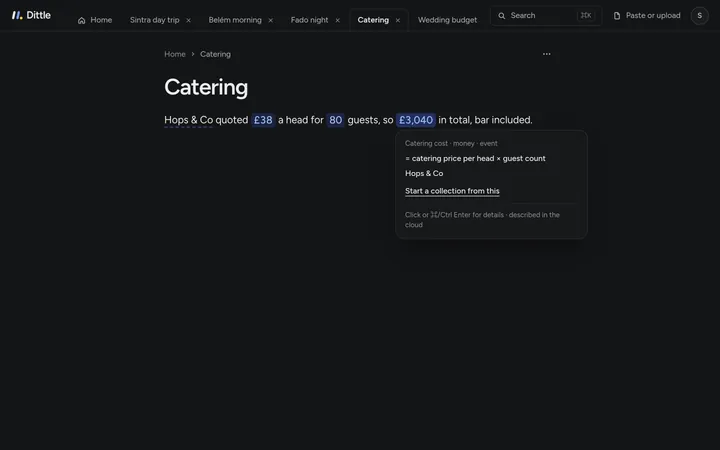 Dittle
Home
Sintra day trip ×
Belém morning ×
Fado night ×
Catering ×
Wedding budget
Search ⌘K
Paste or upload
S
Home > Catering
Catering
Hops & Co quoted £38 a head for 80 guests, so £3,040 in total, bar included.
Catering cost · money · event
= catering price per head × guest count
Hops & Co
Start a collection from this
Click or ⌘/Ctrl Enter for details · described in the
cloud